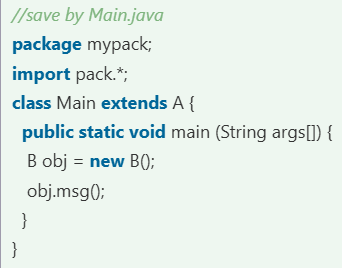 //save by Main.java
package mypack;
import pack.*;
class Main extends A {
public static void main (String args[]) {
B obj = new B();
obj.msg();
}
}